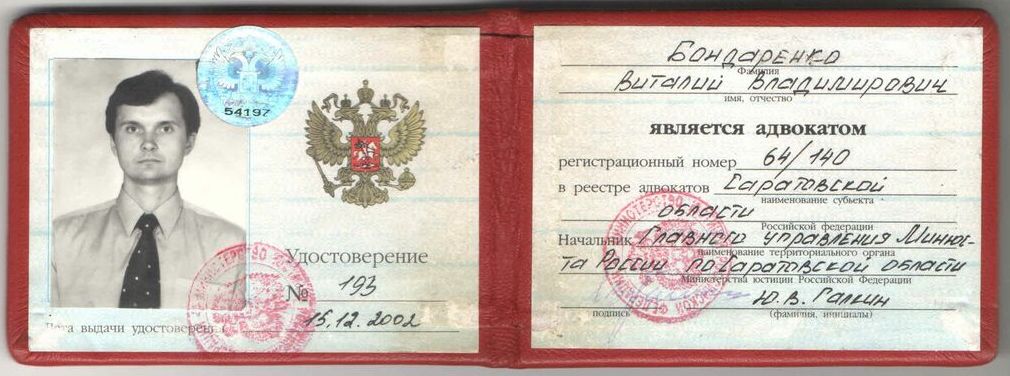 54197
Удостоверение
№ 193
Дата выдачи удостоверения 15.12.2002
Бондаренко
Фамилия
Виталий Владимирович
имя, отчество
является адвокатом
регистрационный номер 64/140
в реестре адвокатов Саратовской
наименование субъекта
области
Российской федерации
Начальник Главного управления Минюс-
наименование территориального органа
та России по Саратовской области
Министерства юстиции Российской Федерации
Ю.В. Галкин
подпись (фамилия, инициалы)